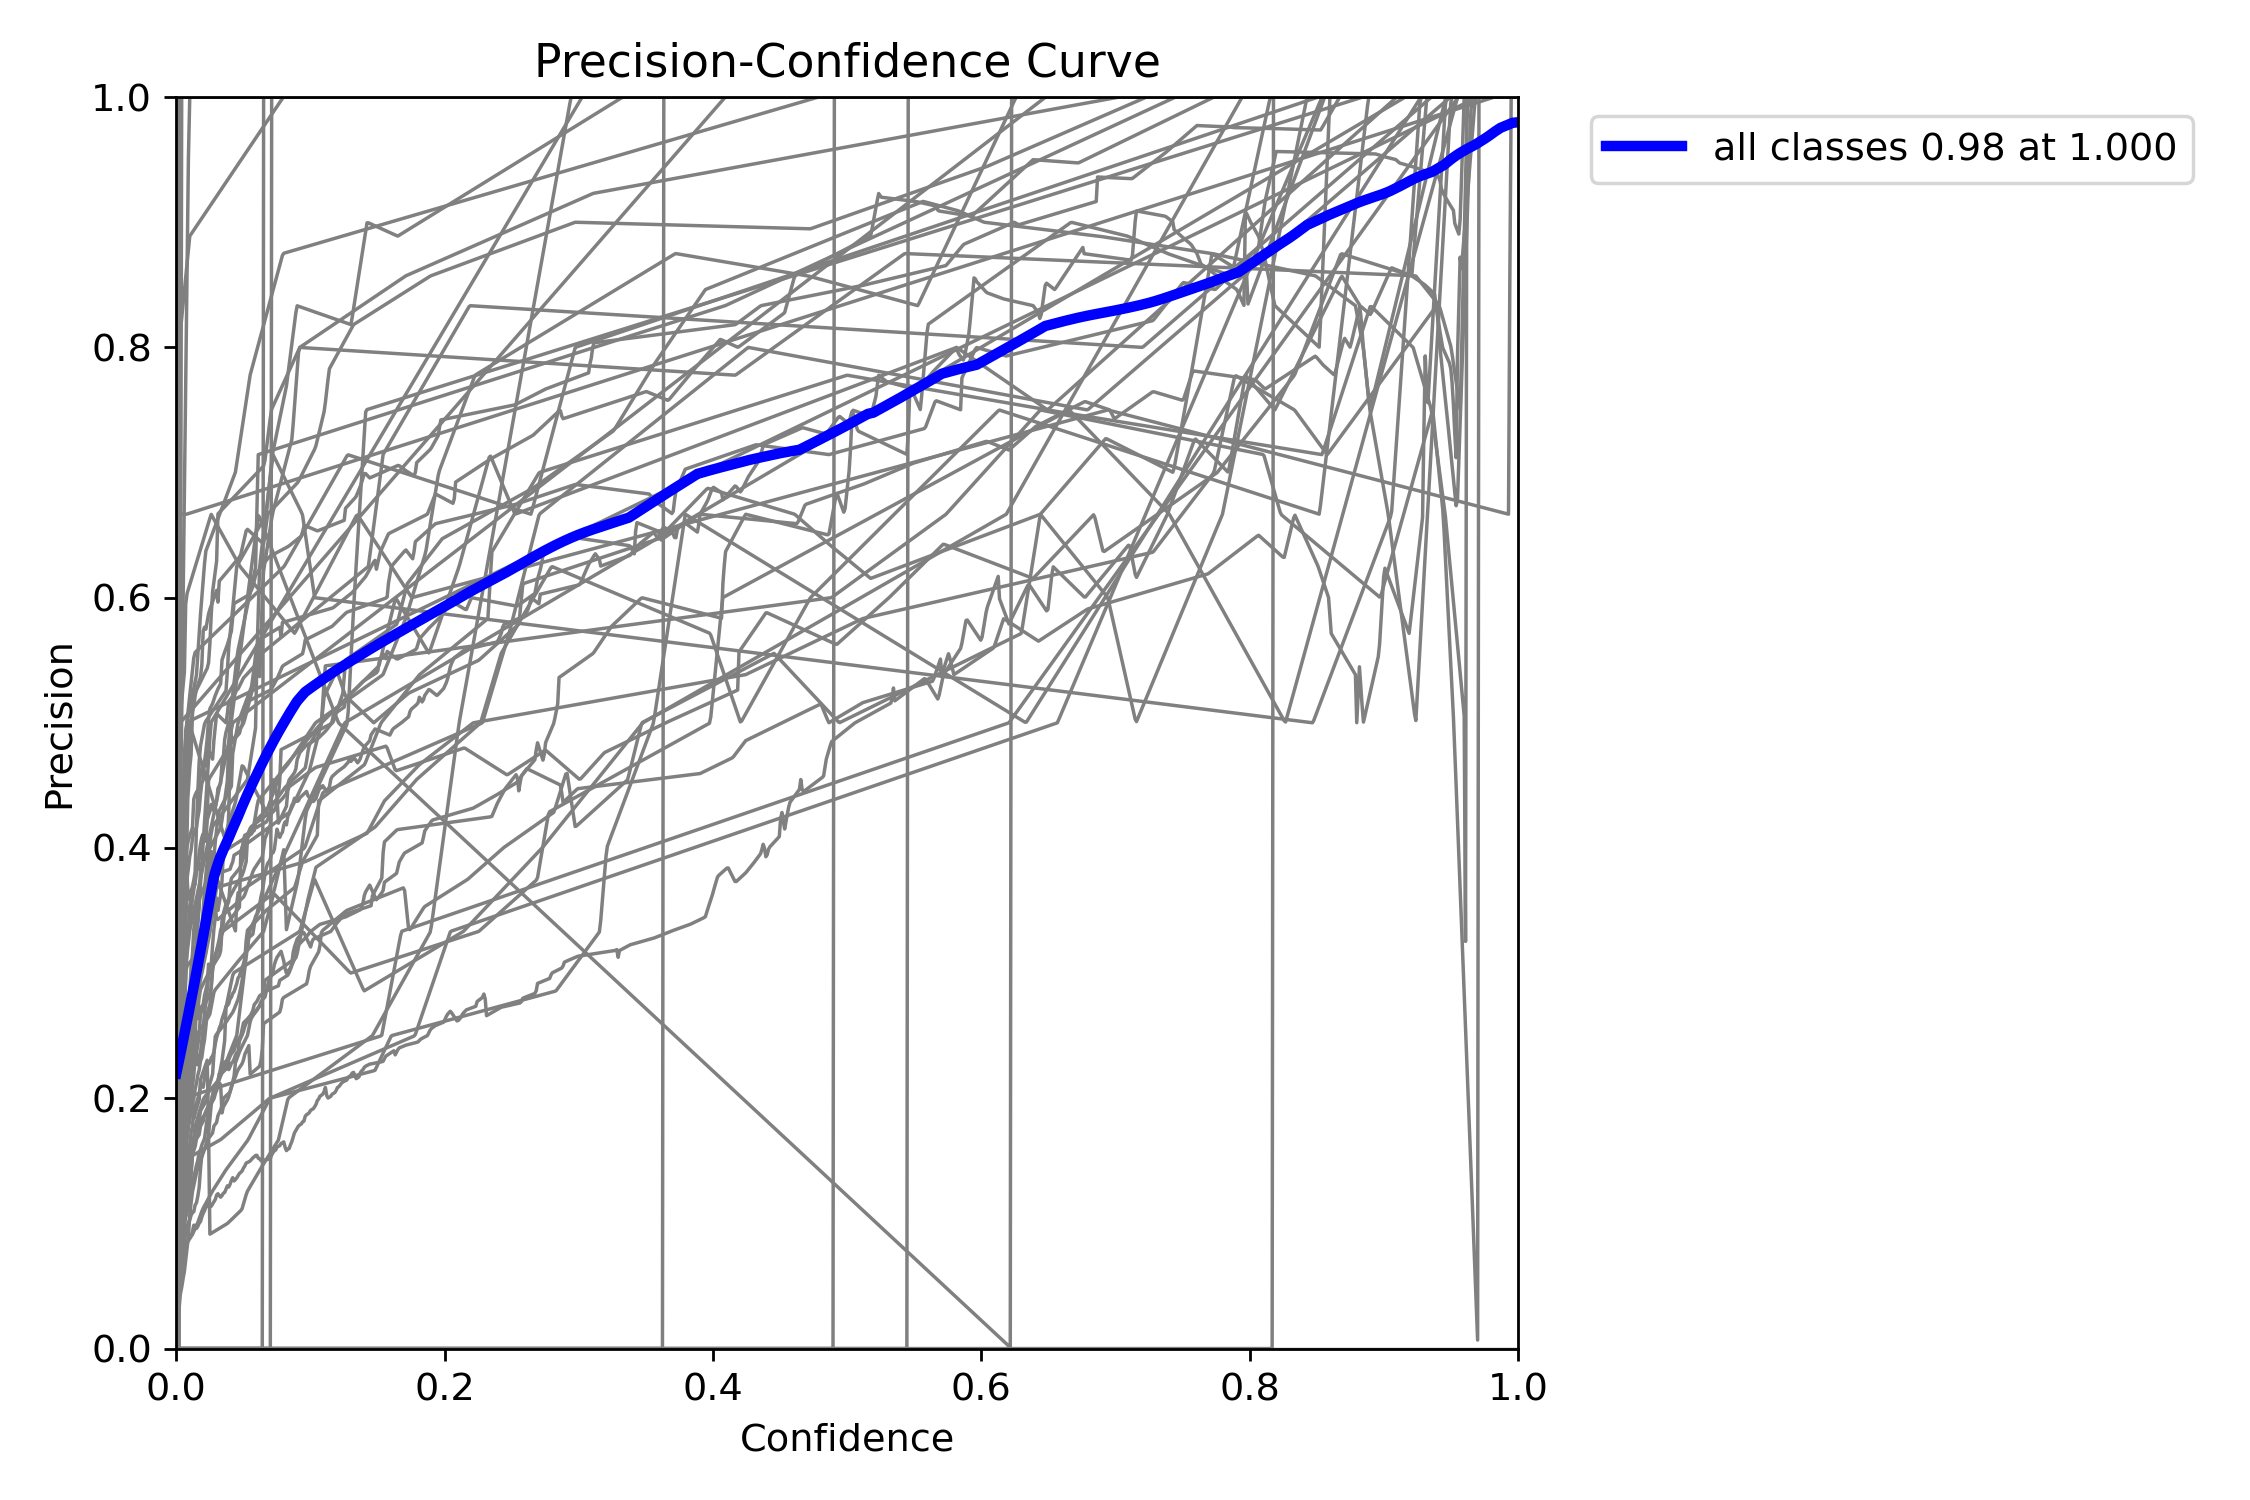 Precision-Confidence Curve
all classes 0.98 at 1.000
1.0
0.8
0.6
0.4
0.2
0.0
Precision
0.0 0.2 0.4 0.6 0.8 1.0
Confidence